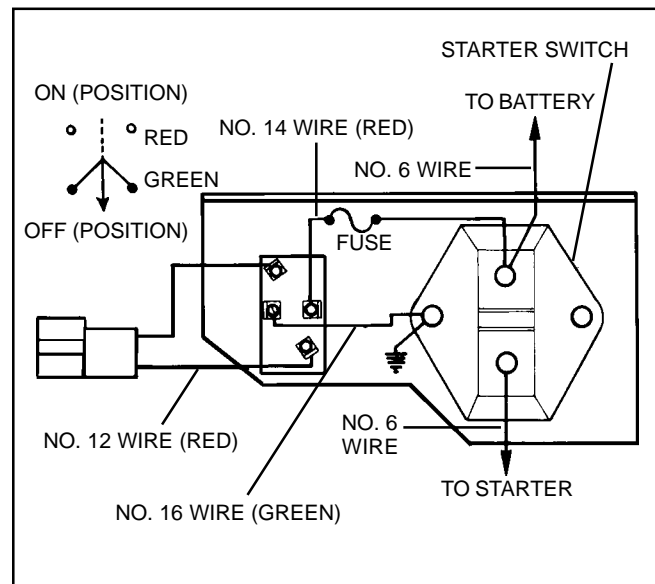 STARTER SWITCH
ON (POSITION)
TO BATTERY
RED
NO. 14 WIRE (RED)
NO. 6 WIRE
GREEN
OFF (POSITION)
FUSE
NO. 6
WIRE
NO. 12 WIRE (RED)
TO STARTER
NO. 16 WIRE (GREEN)